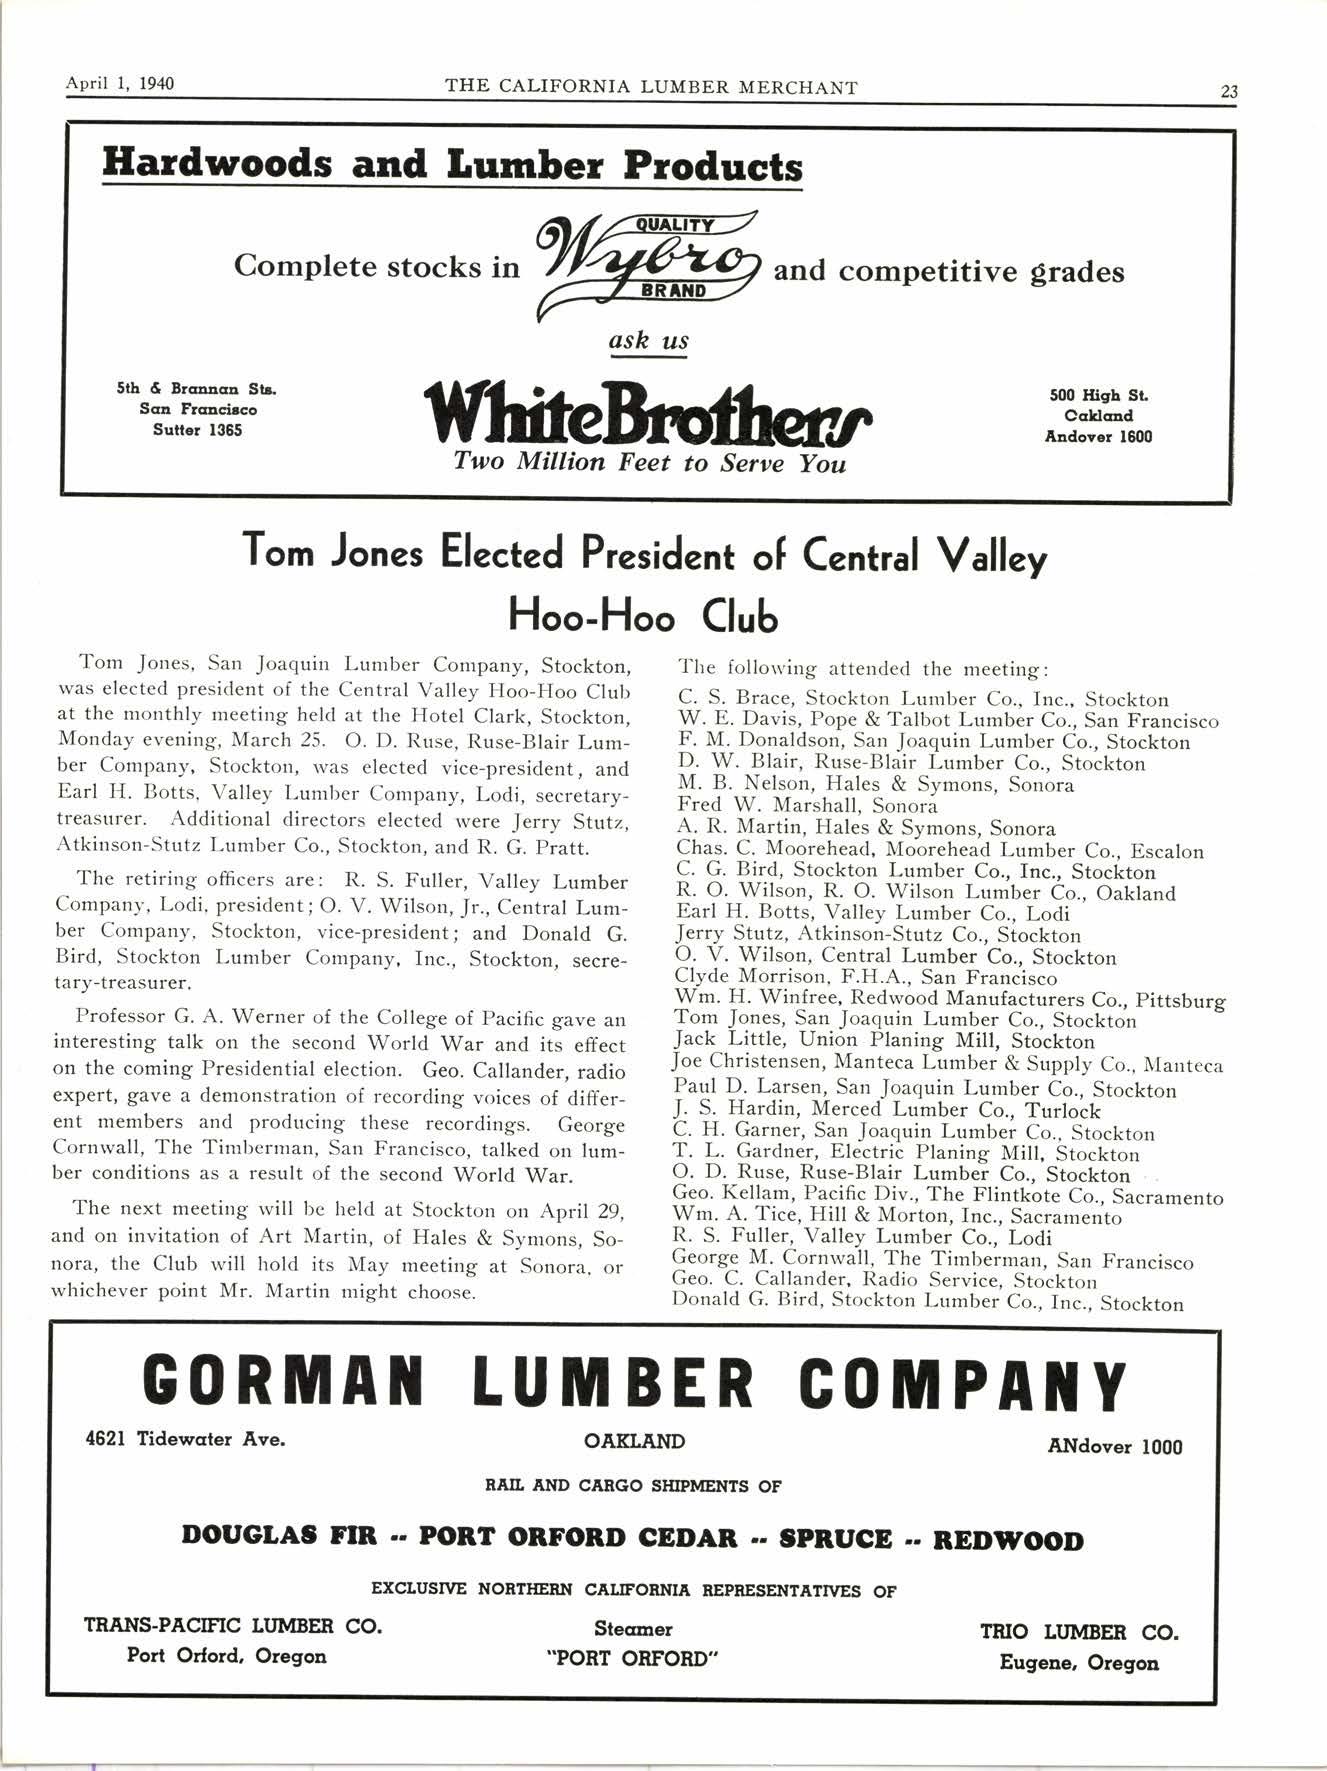 April 1, 1940 THE CALIFORNIA LUMBER MERCHANT 23
Hardwoods and Lumber Products
Complete stocks in QUALITY Wybro BRAND and competitive grades
ask us
5th & Brannan Sts.
San Francisco
Sutter 1365
WhiteBrothers
Two Million Feet to Serve You
500 High St.
Oakland
Andover 1600
Tom Jones Elected President of Central Valley
Hoo-Hoo Club
Tom Jones, San Joaquin Lumber Company, Stockton,
was elected president of the Central Valley Hoo-Hoo Club
at the monthly meeting held at the Hotel Clark, Stockton,
Monday evening, March 25. O. D. Ruse, Ruse-Blair Lum-
ber Company, Stockton, was elected vice-president, and
Earl H. Botts, Valley Lumber Company, Lodi, secretary-
treasurer. Additional directors elected were Jerry Stutz,
Atkinson-Stutz Lumber Co., Stockton, and R. G. Pratt.
The retiring officers are: R. S. Fuller, Valley Lumber
Company, Lodi, president; O. V. Wilson, Jr., Central Lum-
ber Company, Stockton, vice-president; and Donald G.
Bird, Stockton Lumber Company, Inc., Stockton, secre-
tary-treasurer.
Professor G. A. Werner of the College of Pacific gave an
interesting talk on the second World War and its effect
on the coming Presidential election. Geo. Callander, radio
expert, gave a demonstration of recording voices of differ-
ent members and producing these recordings. George
Cornwall, The Timberman, San Francisco, talked on lum-
ber conditions as a result of the second World War.
The next meeting will be held at Stockton on April 29,
and on invitation of Art Martin, of Hales & Symons, So-
nora, the Club will hold its May meeting at Sonora, or
whichever point Mr. Martin might choose.
The following attended the meeting:
C. S. Brace, Stockton Lumber Co., Inc., Stockton
W. E. Davis, Pope & Talbot Lumber Co., San Francisco
F. M. Donaldson, San Joaquin Lumber Co., Stockton
D. W. Blair, Ruse-Blair Lumber Co., Stockton
M. B. Nelson, Hales & Symons, Sonora
Fred W. Marshall, Sonora
A. R. Martin, Hales & Symons, Sonora
Chas. C. Moorehead, Moorehead Lumber Co., Escalon
C. G. Bird, Stockton Lumber Co., Inc., Stockton
R. O. Wilson, R. O. Wilson Lumber Co., Oakland
Earl H. Botts, Valley Lumber Co., Lodi
Jerry Stutz, Atkinson-Stutz Co., Stockton
O. V. Wilson, Central Lumber Co., Stockton
Clyde Morrison, F.H.A., San Francisco
Wm. H. Winfree, Redwood Manufacturers Co., Pittsburg
Tom Jones, San Joaquin Lumber Co., Stockton
Jack Little, Union Planing Mill, Stockton
Joe Christensen, Manteca Lumber & Supply Co., Manteca
Paul D. Larsen, San Joaquin Lumber Co., Stockton
J. S. Hardin, Merced Lumber Co., Turlock
C. H. Garner, San Joaquin Lumber Co., Stockton
T. L. Gardner, Electric Planing Mill, Stockton
O. D. Ruse, Ruse-Blair Lumber Co., Stockton
Geo. Kellam, Pacific Div., The Flintkote Co., Sacramento
Wm. A. Tice, Hill & Morton, Inc., Sacramento
R. S. Fuller, Valley Lumber Co., Lodi
George M. Cornwall, The Timberman, San Francisco
Geo. C. Callander, Radio Service, Stockton
Donald G. Bird, Stockton Lumber Co., Inc., Stockton
GORMAN LUMBER COMPANY
4621 Tidewater Ave. OAKLAND ANdover 1000
RAIL AND CARGO SHIPMENTS OF
DOUGLAS FIR -- PORT ORFORD CEDAR -- SPRUCE -- REDWOOD
EXCLUSIVE NORTHERN CALIFORNIA REPRESENTATIVES OF
TRANS-PACIFIC LUMBER CO. Steamer TRIO LUMBER CO.
Port Orford, Oregon "PORT ORFORD" Eugene, Oregon